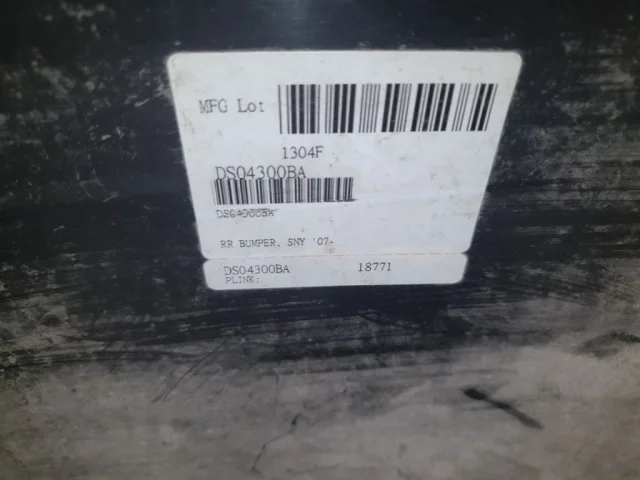 MFG Lot
1304F
DS04300BA
DS04300BA
RR BUMPER, SNY '07-
DS04300BA 18771
PLINK: